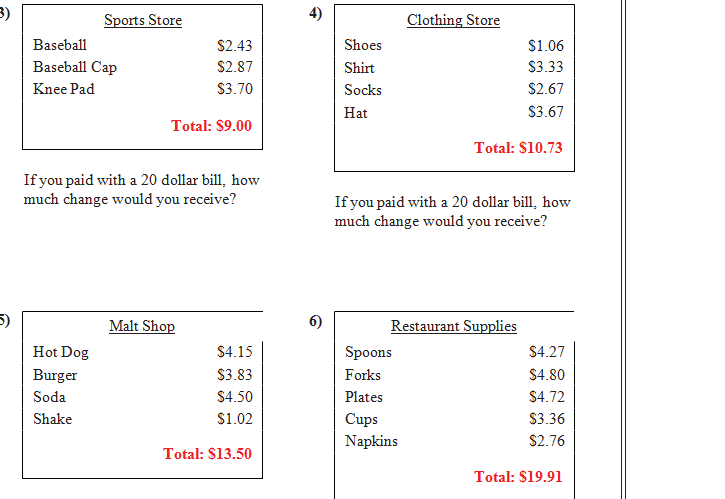 3)
Sports Store
Baseball $2.43
Baseball Cap $2.87
Knee Pad $3.70
Total: $9.00
If you paid with a 20 dollar bill, how
much change would you receive?
4)
Clothing Store
Shoes $1.06
Shirt $3.33
Socks $2.67
Hat $3.67
Total: $10.73
If you paid with a 20 dollar bill, how
much change would you receive?
5)
Malt Shop
Hot Dog $4.15
Burger $3.83
Soda $4.50
Shake $1.02
Total: $13.50
6)
Restaurant Supplies
Spoons $4.27
Forks $4.80
Plates $4.72
Cups $3.36
Napkins $2.76
Total: $19.91